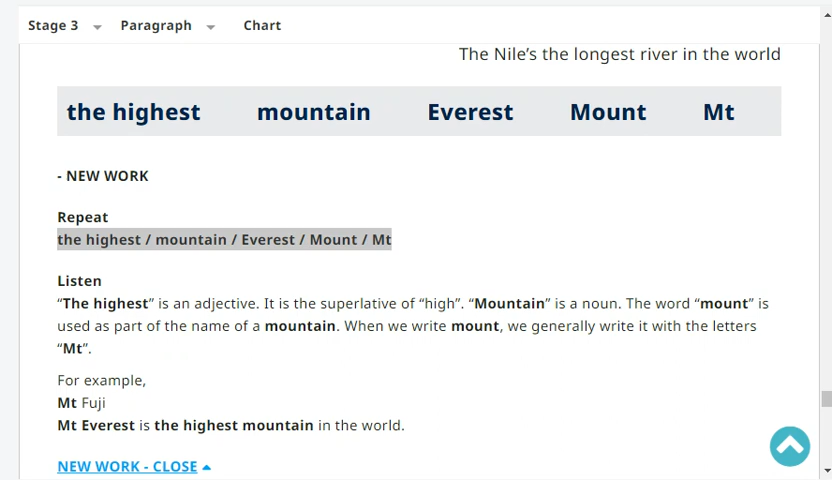 Stage 3 Paragraph Chart
The Nile’s the longest river in the world
the highest mountain Everest Mount Mt
- NEW WORK
Repeat
the highest / mountain / Everest / Mount / Mt
Listen
“The highest” is an adjective. It is the superlative of “high”. “Mountain” is a noun. The word “mount” is
used as part of the name of a mountain. When we write mount, we generally write it with the letters
“Mt”.
For example,
Mt Fuji
Mt Everest is the highest mountain in the world.
NEW WORK - CLOSE